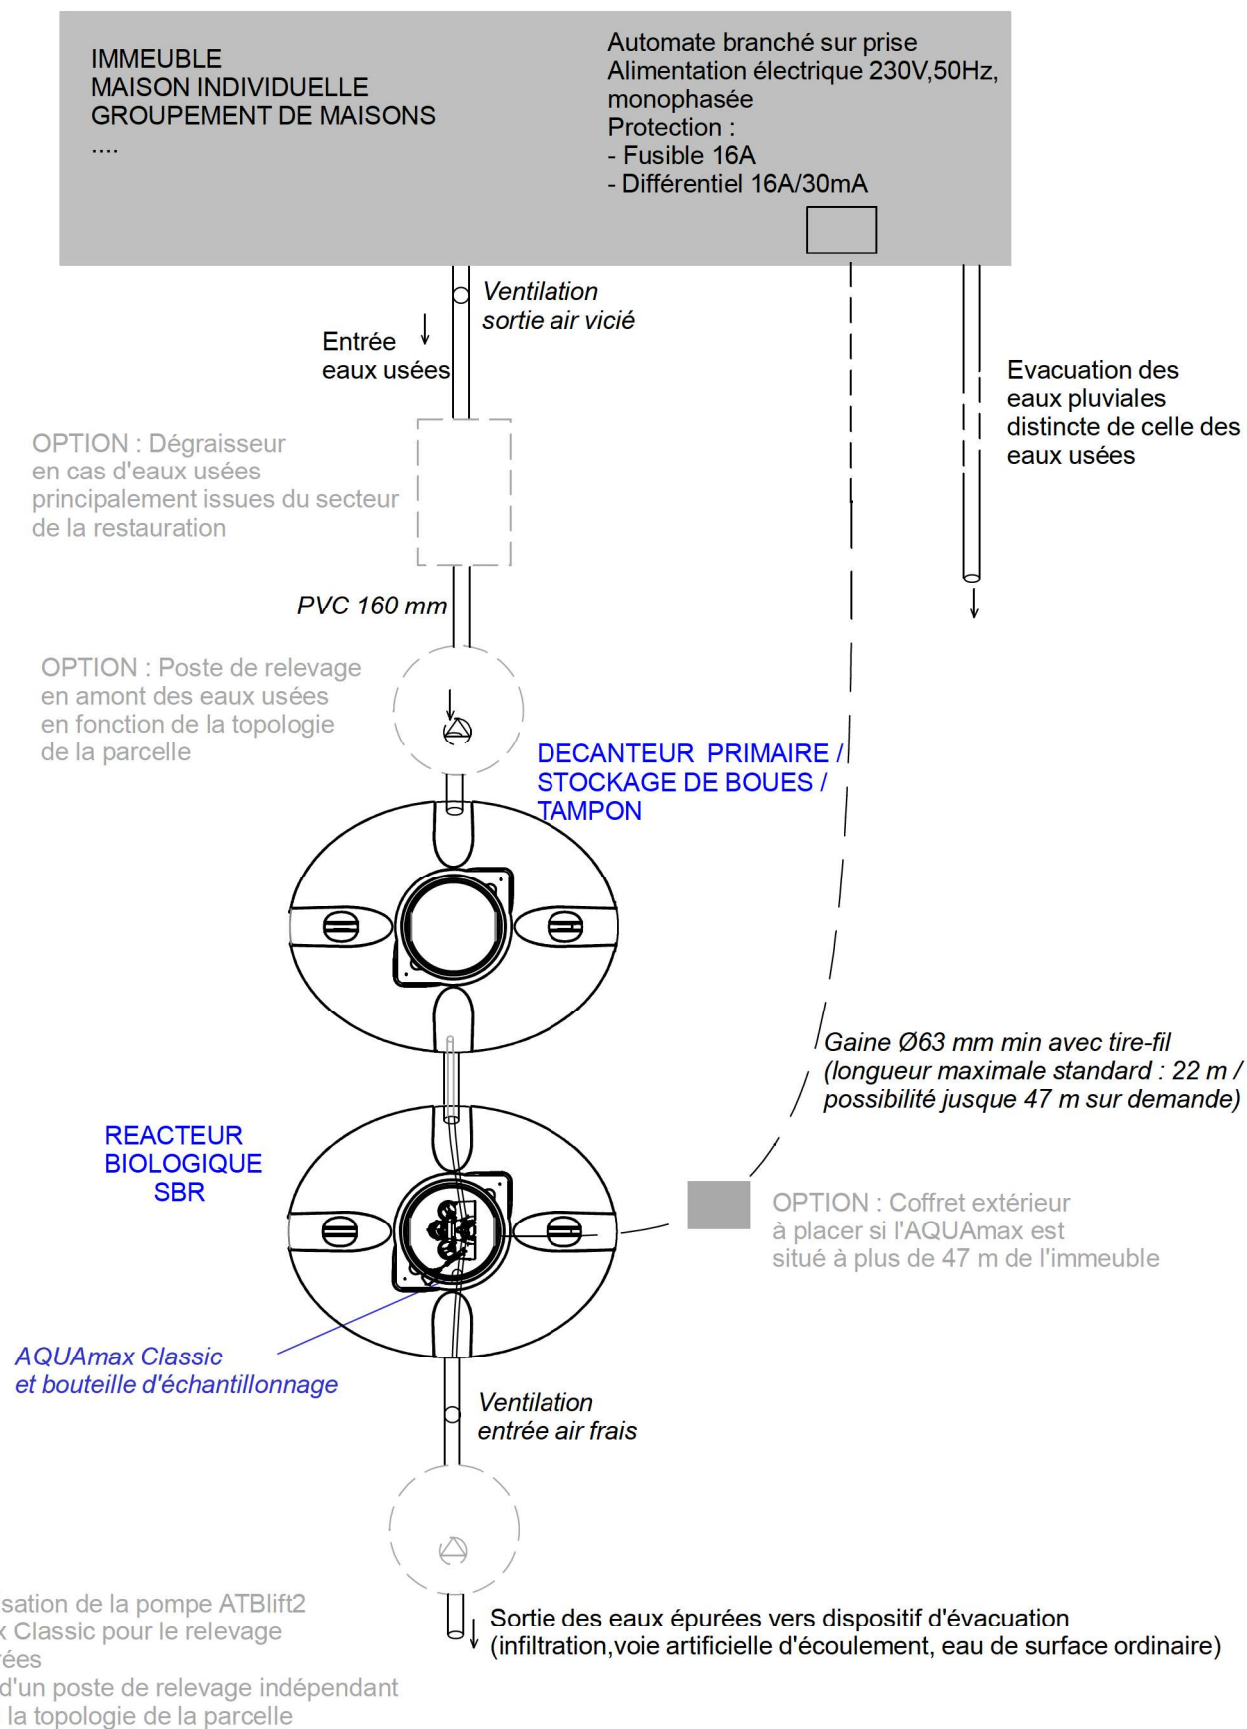 IMMEUBLE
MAISON INDIVIDUELLE
GROUPEMENT DE MAISONS
....
Automate branché sur prise
Alimentation électrique 230V,50Hz,
monophasée
Protection :
- Fusible 16A
- Différentiel 16A/30mA
Ventilation
sortie air vicié
Entrée
eaux usées
Evacuation des
eaux pluviales
distincte de celle des
eaux usées
OPTION : Dégraisseur
en cas d'eaux usées
principalement issues du secteur
de la restauration
PVC 160 mm
OPTION : Poste de relevage
en amont des eaux usées
en fonction de la topologie
de la parcelle
DECANTEUR PRIMAIRE /
STOCKAGE DE BOUES /
TAMPON
Gaine Ø63 mm min avec tire-fil
(longueur maximale standard : 22 m /
possibilité jusque 47 m sur demande)
REACTEUR
BIOLOGIQUE
SBR
OPTION : Coffret extérieur
à placer si l'AQUAmax est
situé à plus de 47 m de l'immeuble
AQUAmax Classic
et bouteille d'échantillonnage
Ventilation
entrée air frais
sation de la pompe ATBlift2
x Classic pour le relevage
ées
d'un poste de relevage indépendant
la topologie de la parcelle
Sortie des eaux épurées vers dispositif d'évacuation
(infiltration,voie artificielle d'écoulement, eau de surface ordinaire)